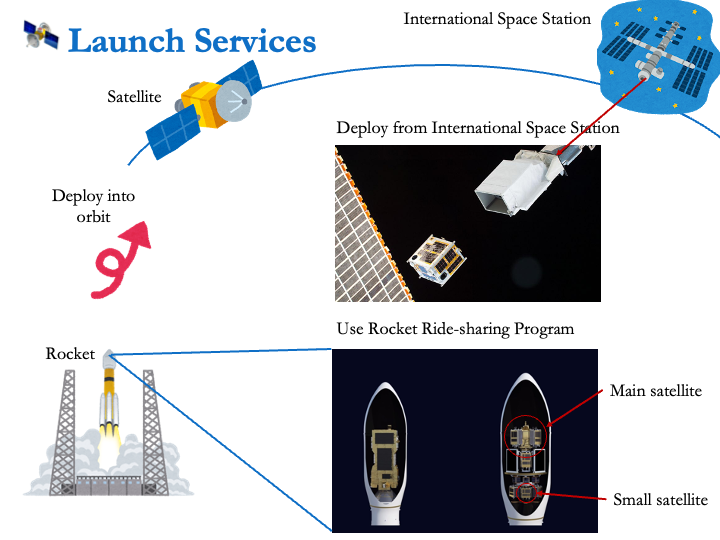 Launch Services
International Space Station
Satellite
Deploy from International Space Station
Deploy into
orbit
Use Rocket Ride-sharing Program
Rocket
Main satellite
Small satellite